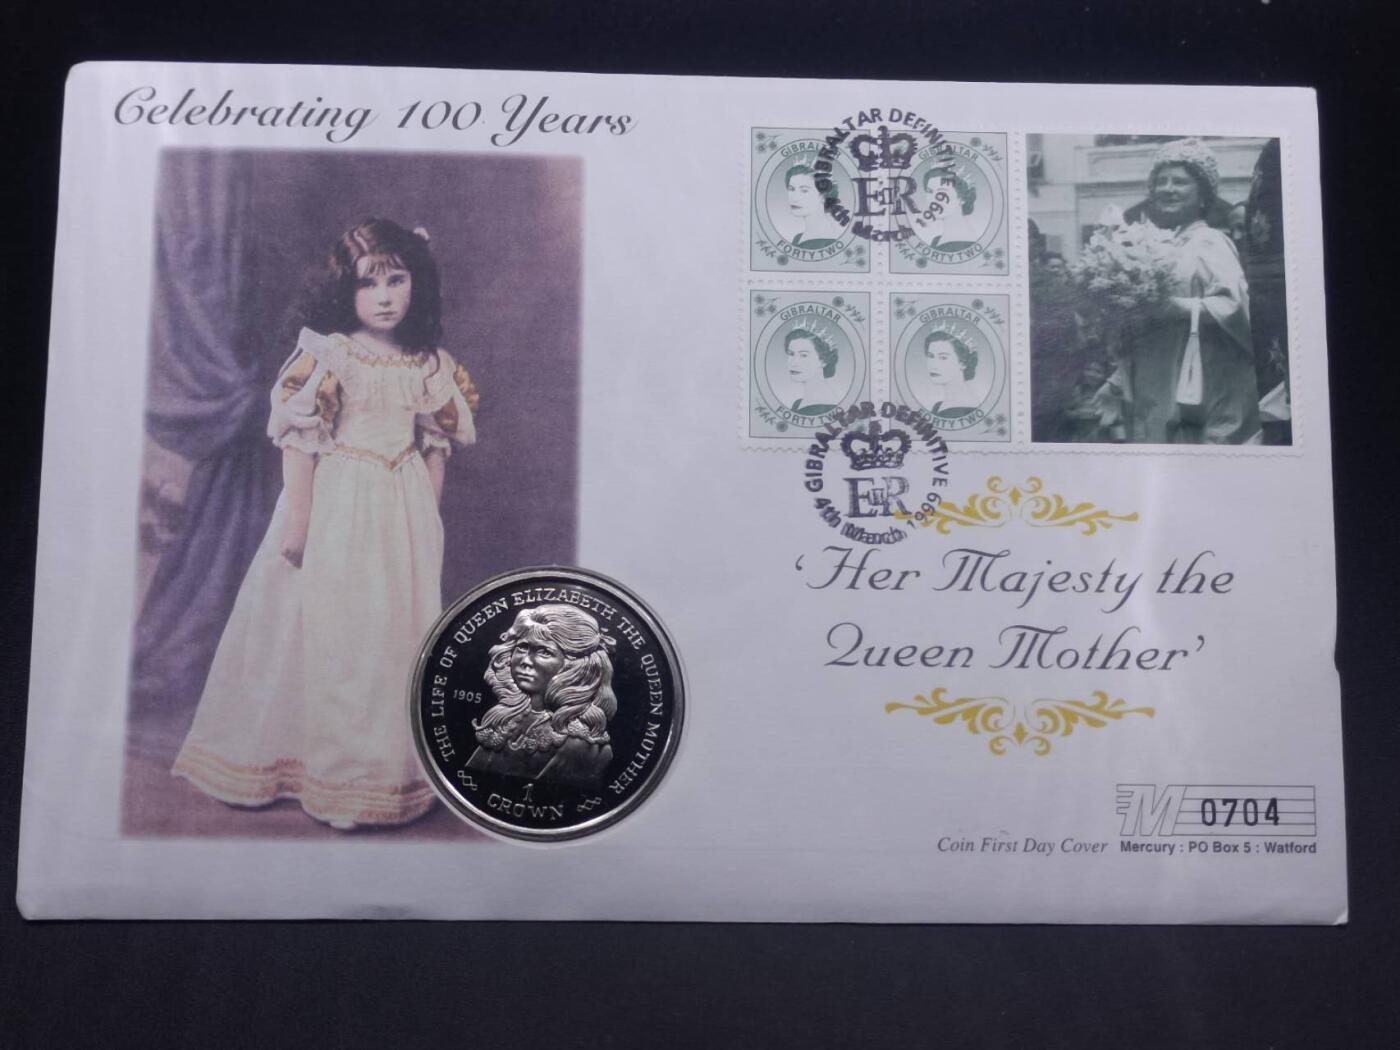 Celebrating 100 Years
GIBRALTAR DEFINITIVE
EIIR
4th March 1999
GIBRALTAR
FORTY TWO
GIBRALTAR
FORTY TWO
GIBRALTAR
FORTY TWO
GIBRALTAR
FORTY TWO
GIBRALTAR DEFINITIVE
EIIR
4th March 1999
'Her Majesty the
Queen Mother'
THE LIFE OF QUEEN ELIZABETH THE QUEEN MOTHER
1905
1
CROWN
M 0704
Coin First Day Cover Mercury : PO Box 5 : Watford